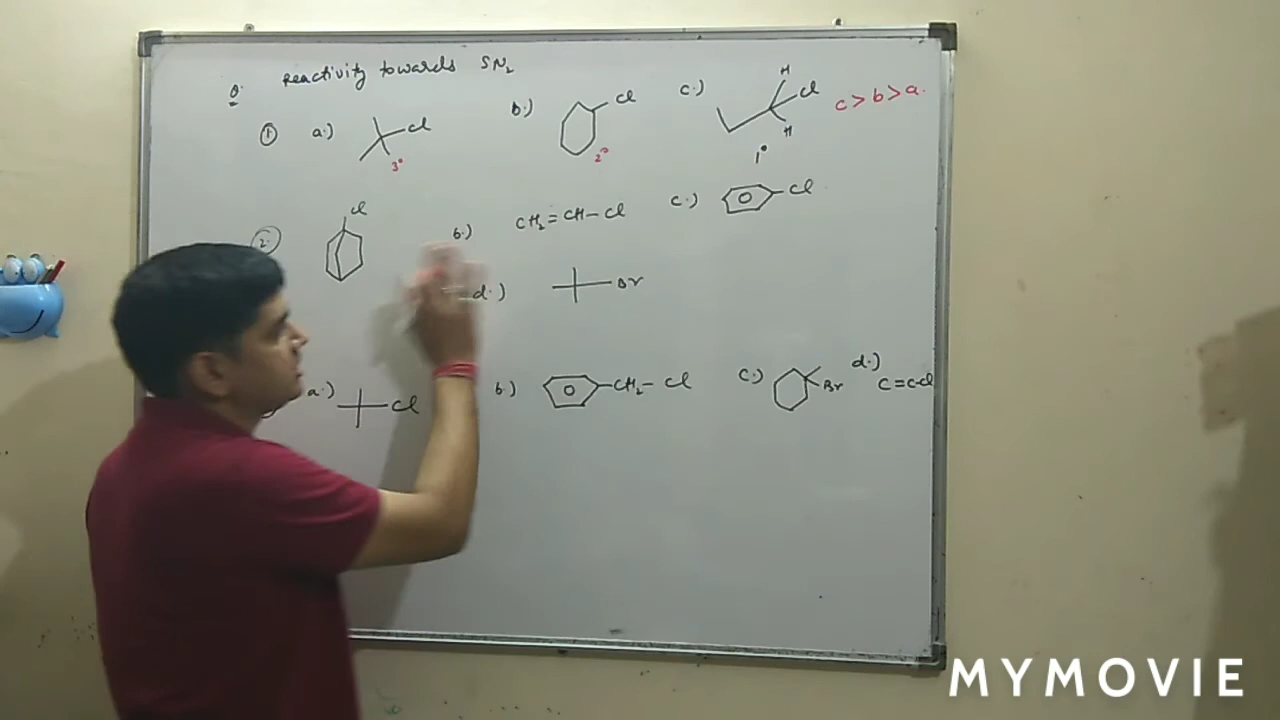 Q. Reactivity towards SN2
① a.) Cl 3° b.) Cl 2° c.) H Cl H 1° c > b > a.
2. Cl b.) CH2=CH-Cl c.) Cl
d.) Br
a.) Cl b.) CH2- Cl c.) Br d.) C=C-Cl
MYMOVIE